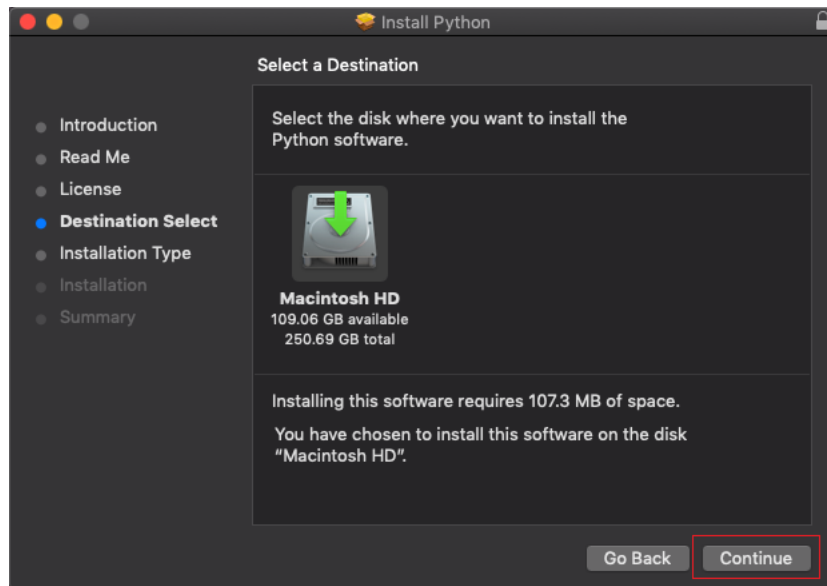 Install Python
Select a Destination
Introduction
Read Me
License
Destination Select
Installation Type
Installation
Summary
Select the disk where you want to install the
Python software.
Macintosh HD
109.06 GB available
250.69 GB total
Installing this software requires 107.3 MB of space.
You have chosen to install this software on the disk
“Macintosh HD”.
Go Back
Continue